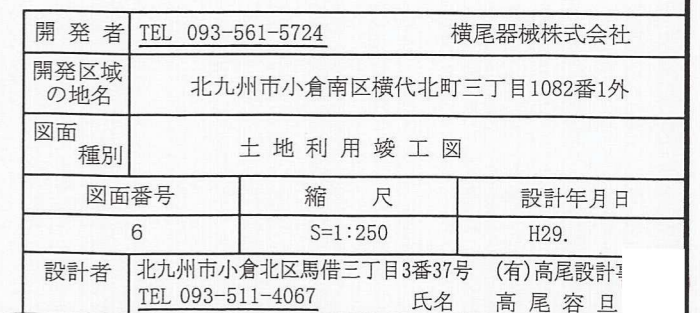 開発者 TEL 093-561-5724 横尾器械株式会社
開発区域の地名 北九州市小倉南区横代北町三丁目1082番1外
図面種別 土地利用竣工図
図面番号 縮尺 設計年月日
6 S=1:250 H29.
設計者 北九州市小倉北区馬借三丁目3番37号 (有)高尾設計
TEL 093-511-4067 氏名 高尾容